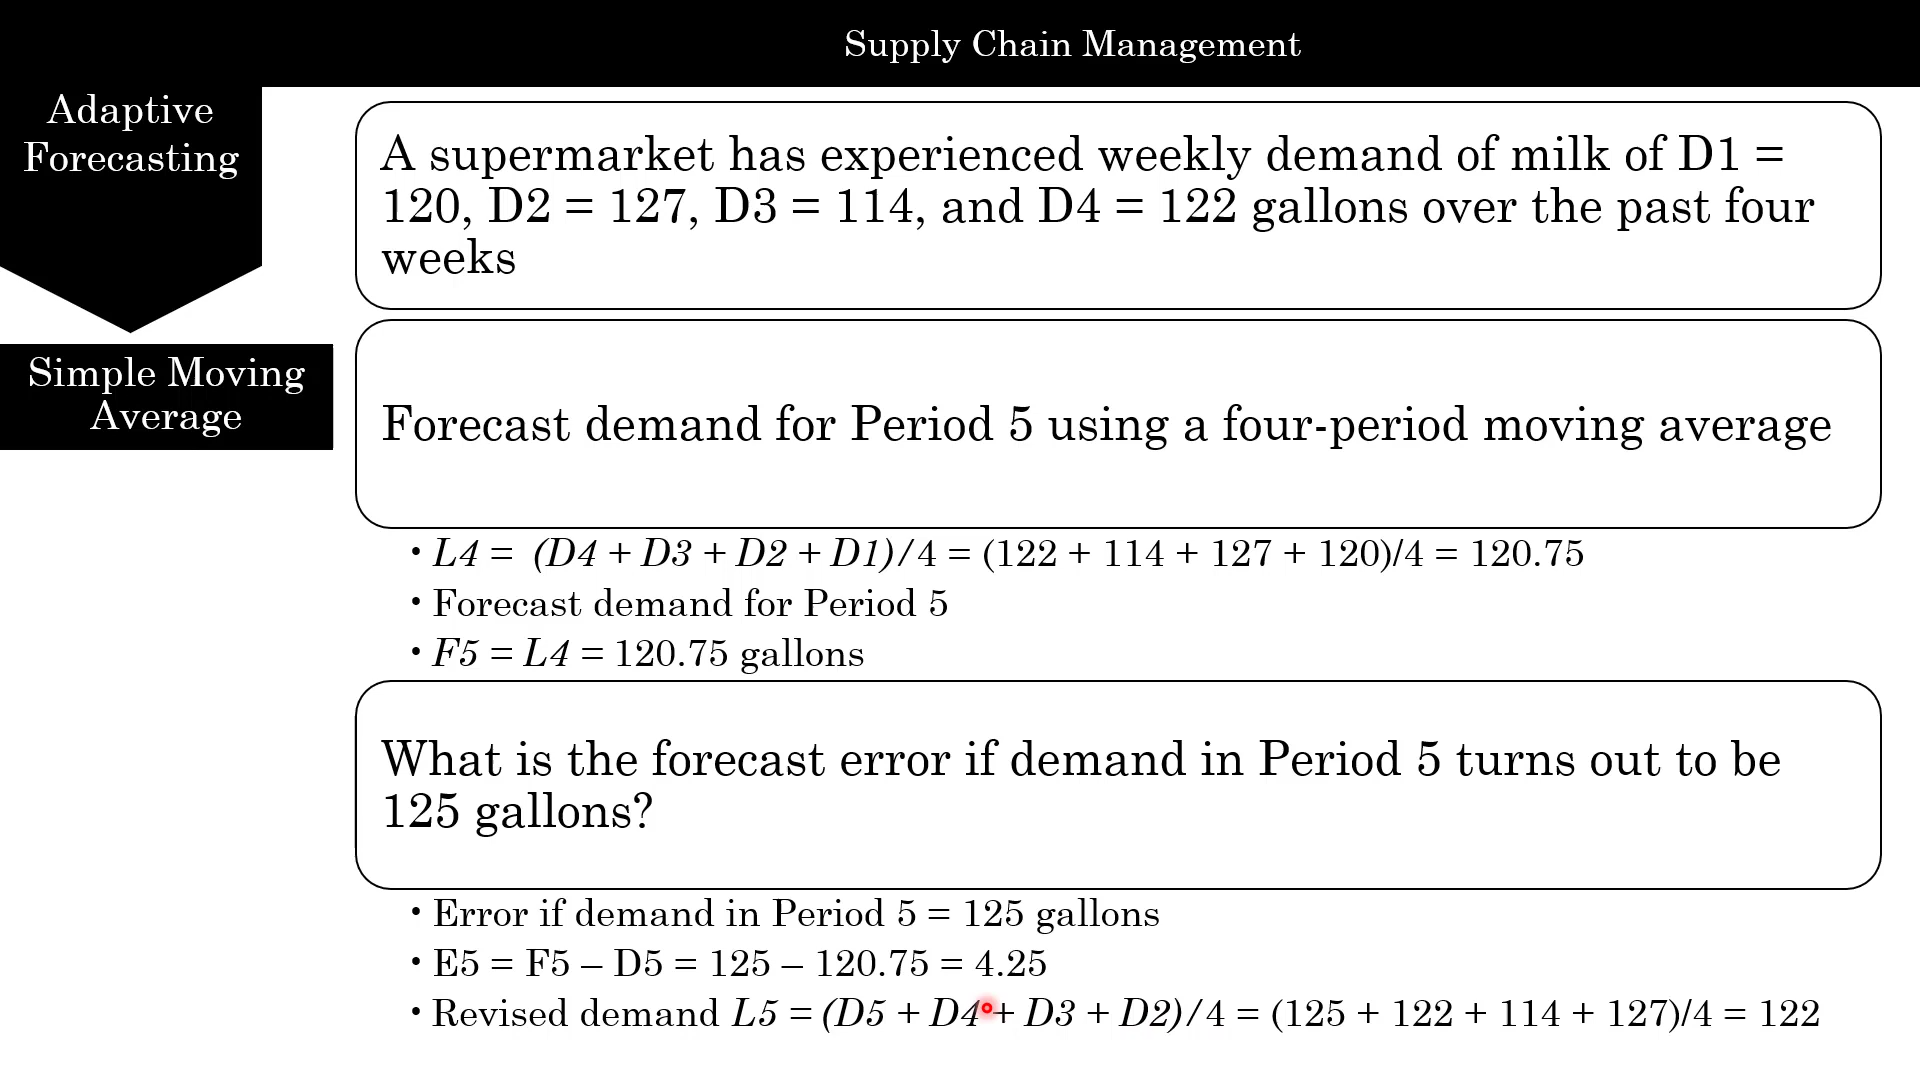 Supply Chain Management
Adaptive
Forecasting
A supermarket has experienced weekly demand of milk of D1 =
120, D2 = 127, D3 = 114, and D4 = 122 gallons over the past four
weeks
Simple Moving
Average
Forecast demand for Period 5 using a four-period moving average
• L4 = (D4 + D3 + D2 + D1)/4 = (122 + 114 + 127 + 120)/4 = 120.75
• Forecast demand for Period 5
• F5 = L4 = 120.75 gallons
What is the forecast error if demand in Period 5 turns out to be
125 gallons?
• Error if demand in Period 5 = 125 gallons
• E5 = F5 – D5 = 125 – 120.75 = 4.25
• Revised demand L5 = (D5 + D4 + D3 + D2)/4 = (125 + 122 + 114 + 127)/4 = 122